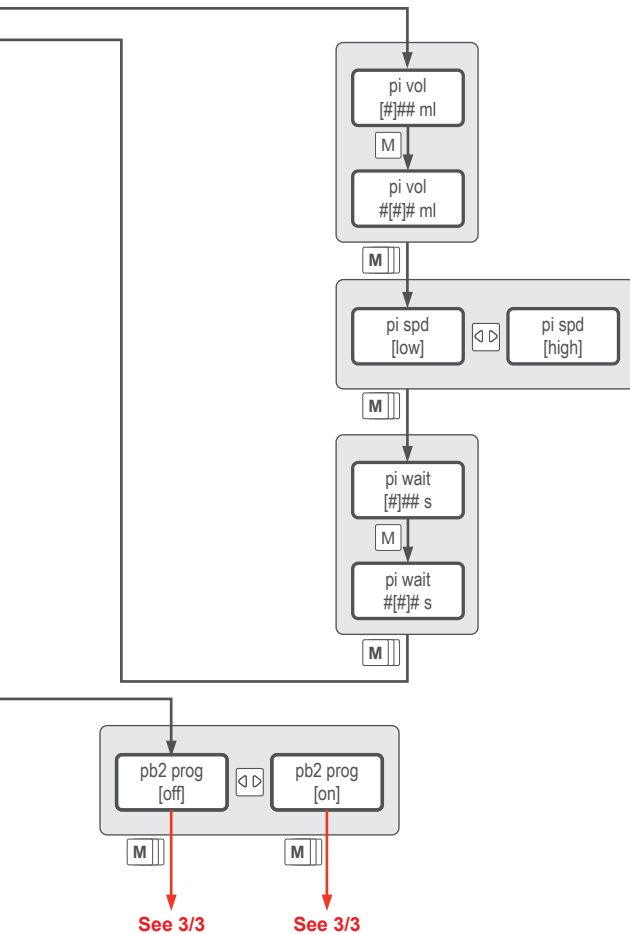 pi vol
[#]## ml
M
pi vol
#[#]# ml
M
pi spd
[low]
pi spd
[high]
M
pi wait
[#]## s
M
pi wait
#[#]# s
M
pb2 prog
[off]
pb2 prog
[on]
M
M
See 3/3
See 3/3